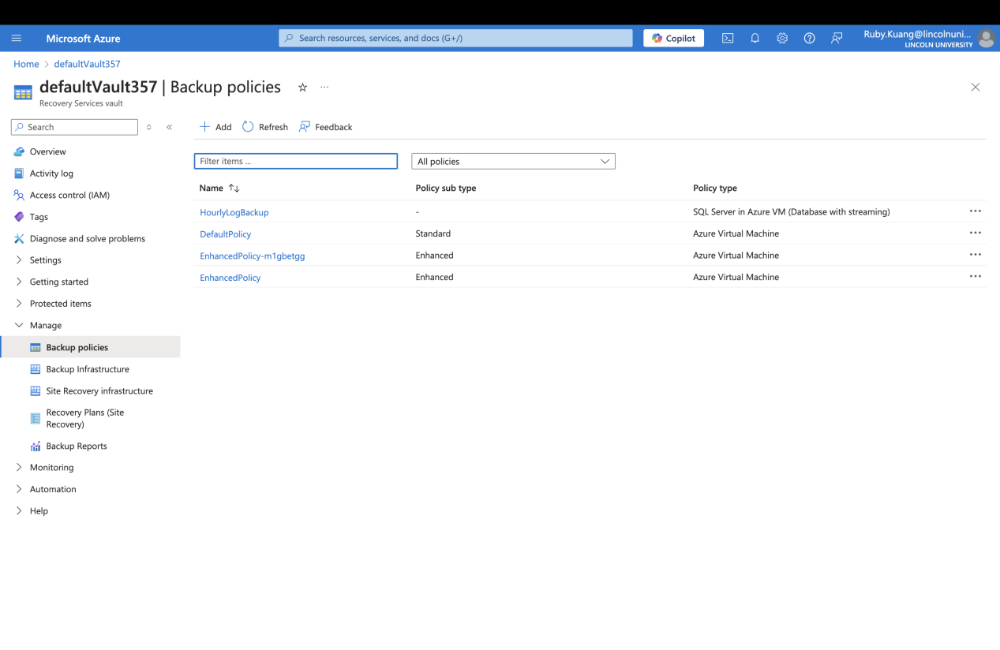 Microsoft Azure
Search resources, services, and docs (G+/)
Copilot
Ruby.Kuang@lincolnuni...
LINCOLN UNIVERSITY
Home > defaultVault357
defaultVault357 | Backup policies
Recovery Services vault
Search
Overview
Activity log
Access control (IAM)
Tags
Diagnose and solve problems
Settings
Getting started
Protected items
Manage
Backup policies
Backup Infrastructure
Site Recovery infrastructure
Recovery Plans (Site
Recovery)
Backup Reports
Monitoring
Automation
Help
Add Refresh Feedback
Filter items ...
All policies
Name Policy sub type Policy type
HourlyLogBackup - SQL Server in Azure VM (Database with streaming)
DefaultPolicy Standard Azure Virtual Machine
EnhancedPolicy-m1gbetgg Enhanced Azure Virtual Machine
EnhancedPolicy Enhanced Azure Virtual Machine